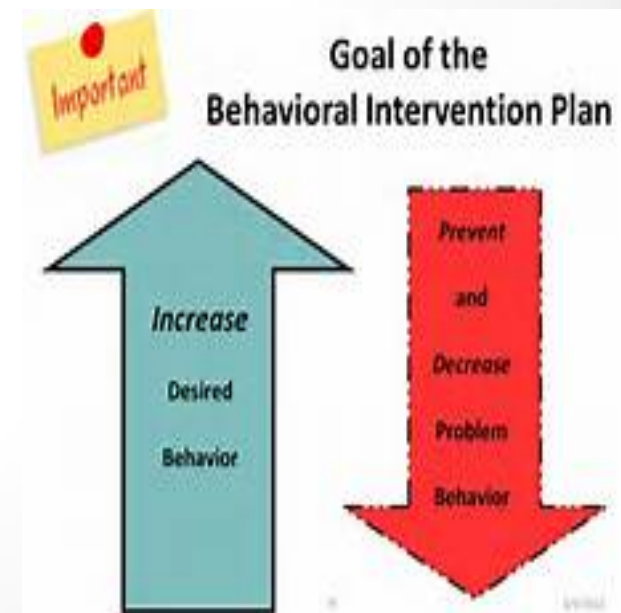 Important
Goal of the
Behavioral Intervention Plan
Increase
Desired
Behavior
Prevent
and
Decrease
Problem
Behavior